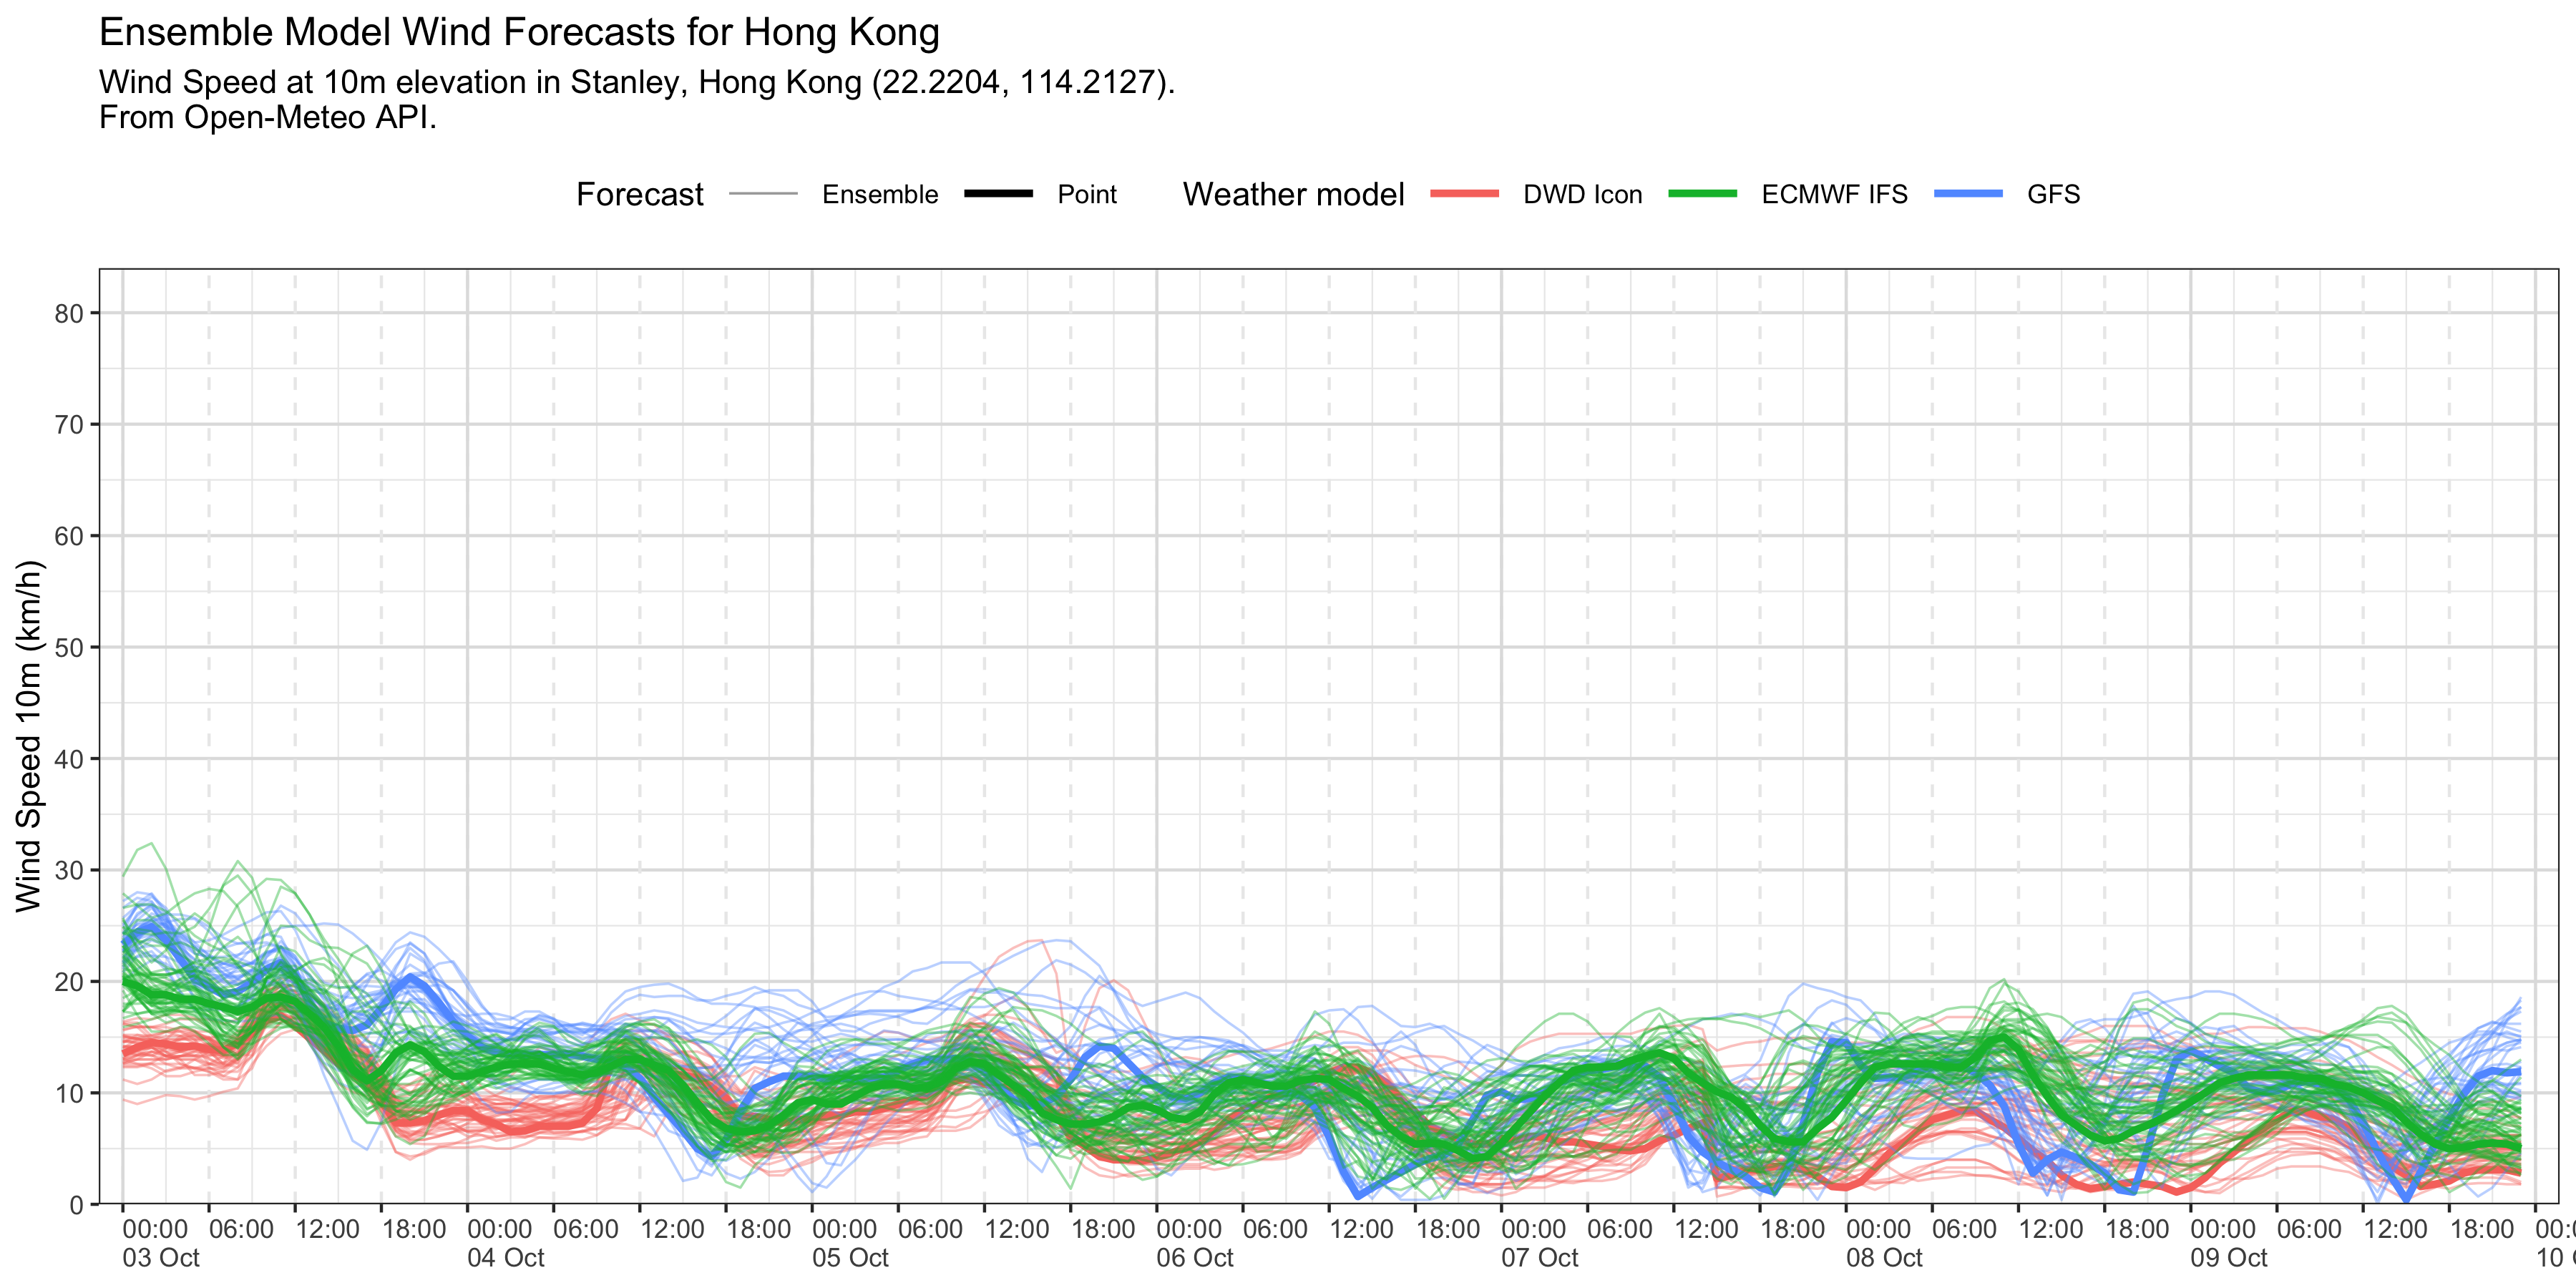 Ensemble Model Wind Forecasts for Hong Kong
Wind Speed at 10m elevation in Stanley, Hong Kong (22.2204, 114.2127).
From Open-Meteo API.
Forecast Ensemble Point Weather model DWD Icon ECMWF IFS GFS
Wind Speed 10m (km/h)
80
70
60
50
40
30
20
10
0
00:00 06:00 12:00 18:00 00:00 06:00 12:00 18:00 00:00 06:00 12:00 18:00 00:00 06:00 12:00 18:00 00:00 06:00 12:00 18:00 00:00 06:00 12:00 18:00 00:00 06:00 12:00 18:00 00:
03 Oct 04 Oct 05 Oct 06 Oct 07 Oct 08 Oct 09 Oct 10